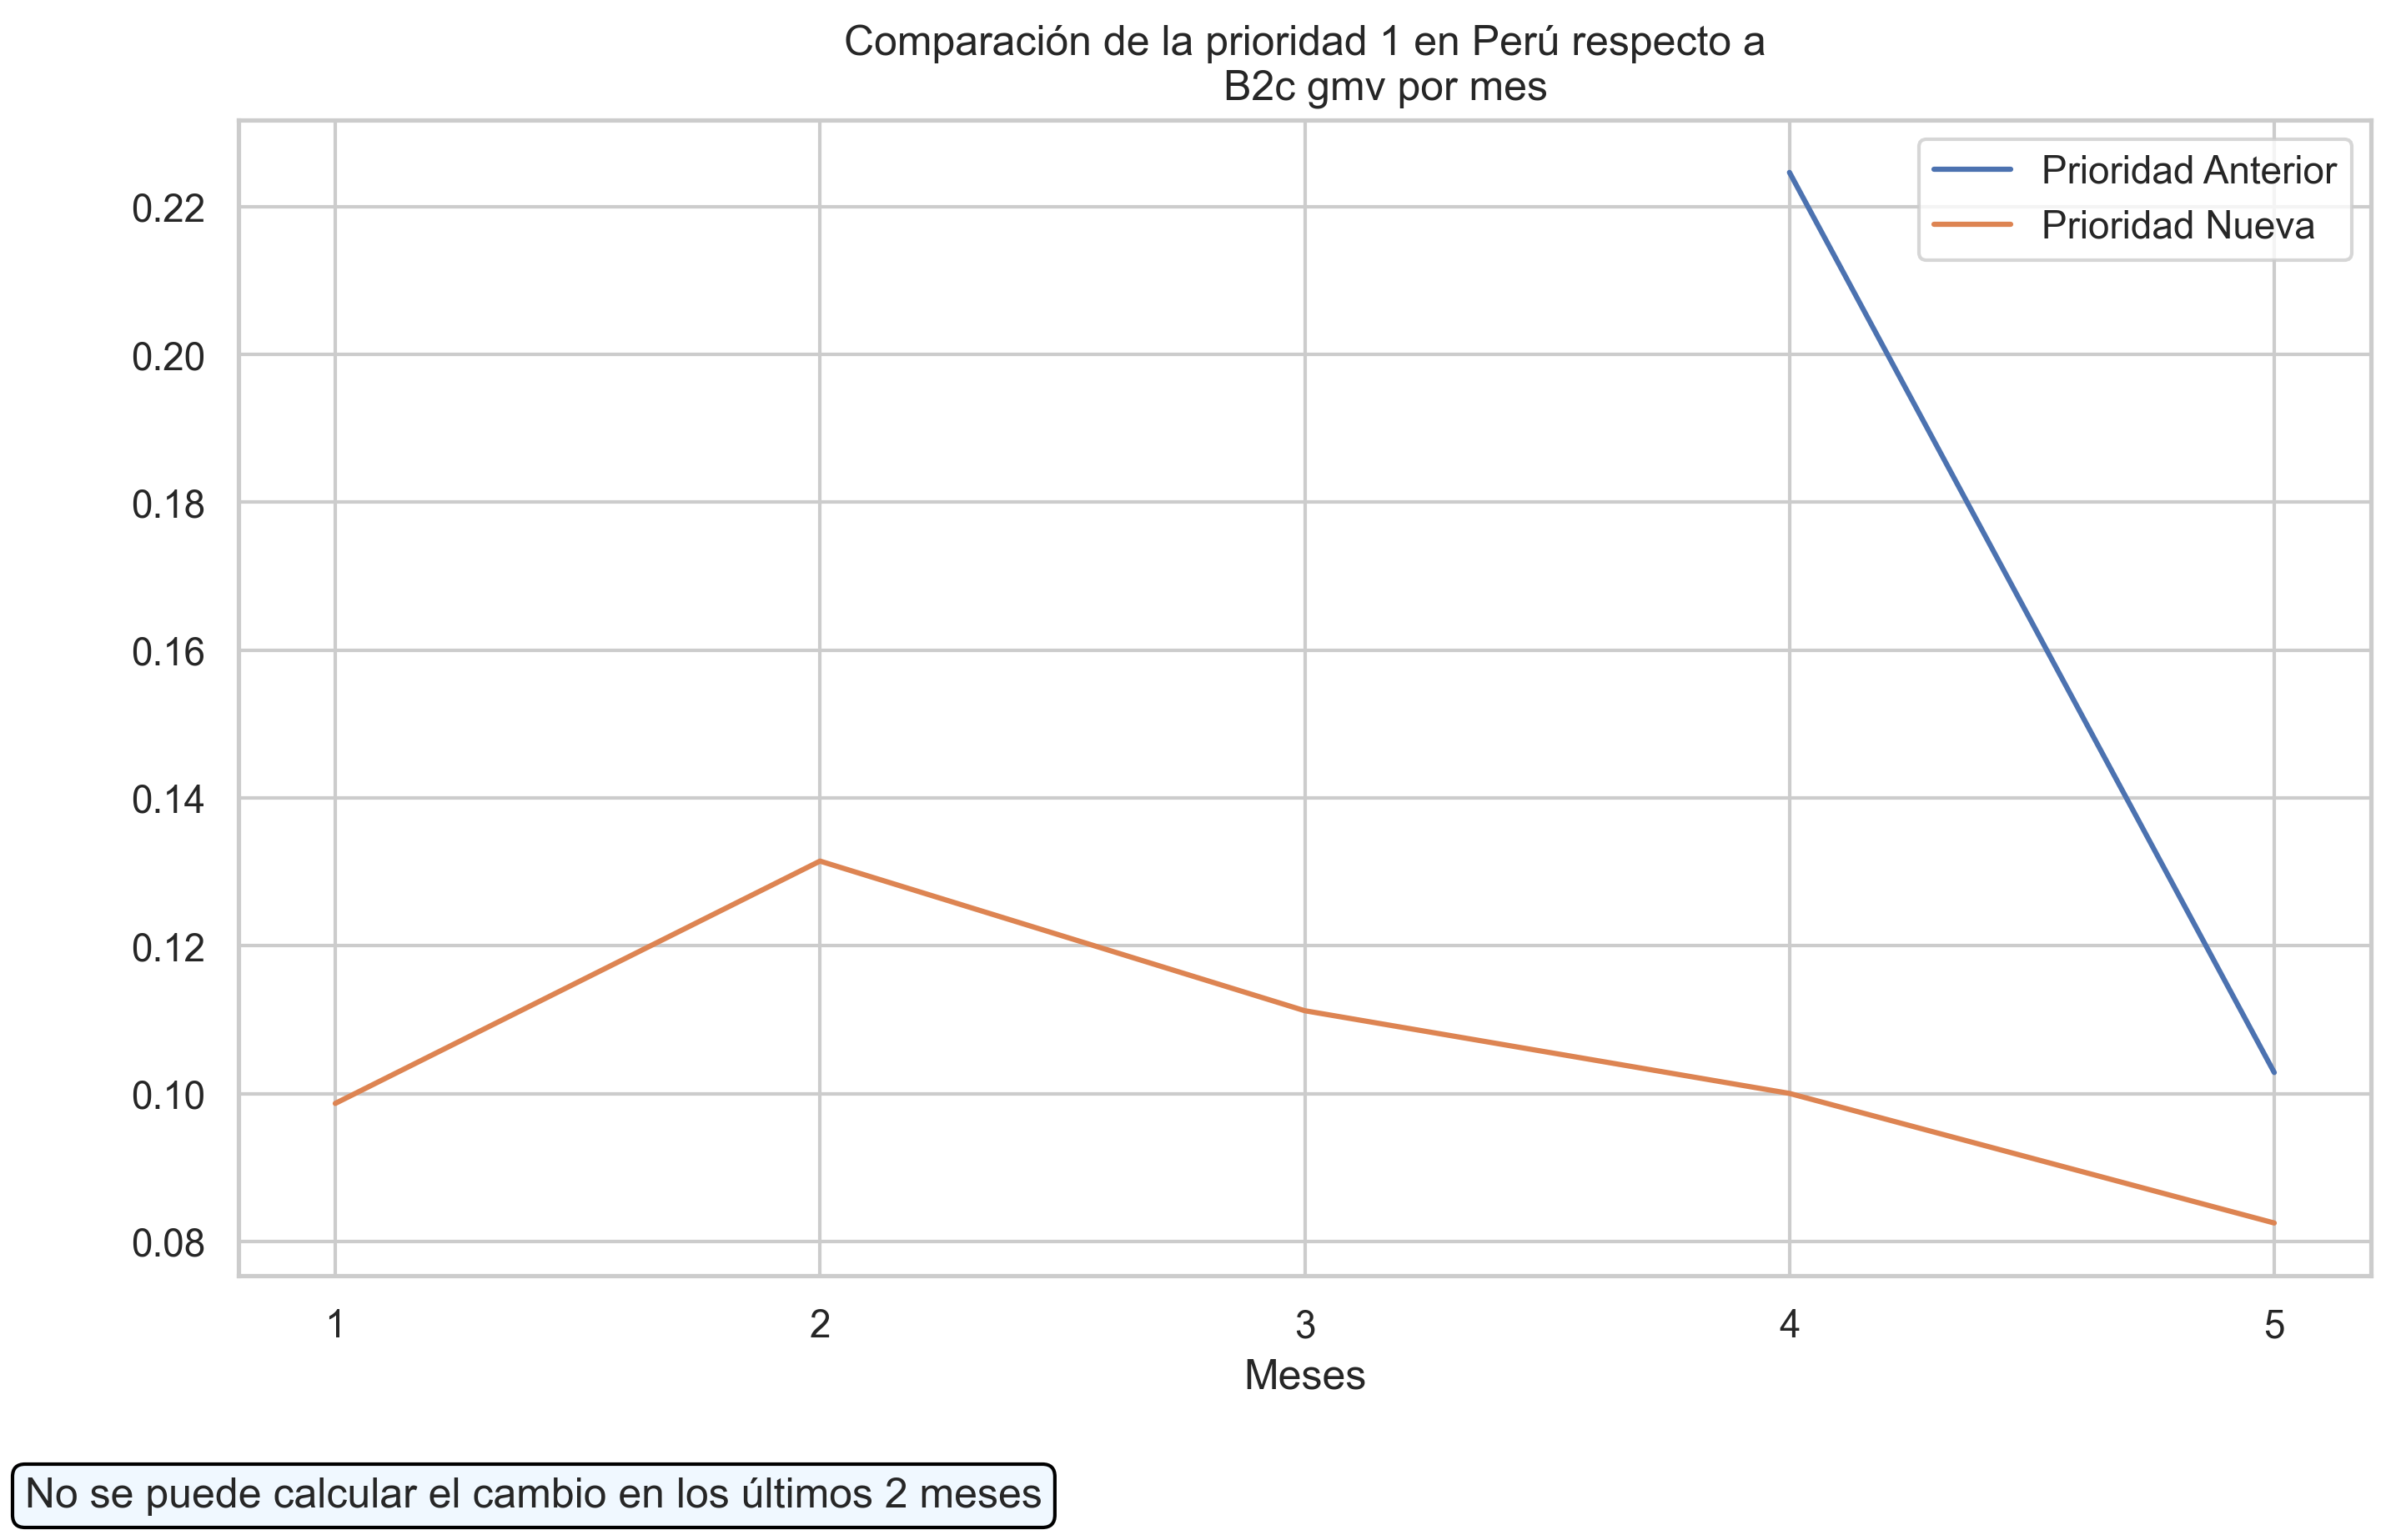 Comparación de la prioridad 1 en Perú respecto a
B2c gmv por mes
Prioridad Anterior
Prioridad Nueva
0.22
0.20
0.18
0.16
0.14
0.12
0.10
0.08
1 2 3 4 5
Meses
No se puede calcular el cambio en los últimos 2 meses